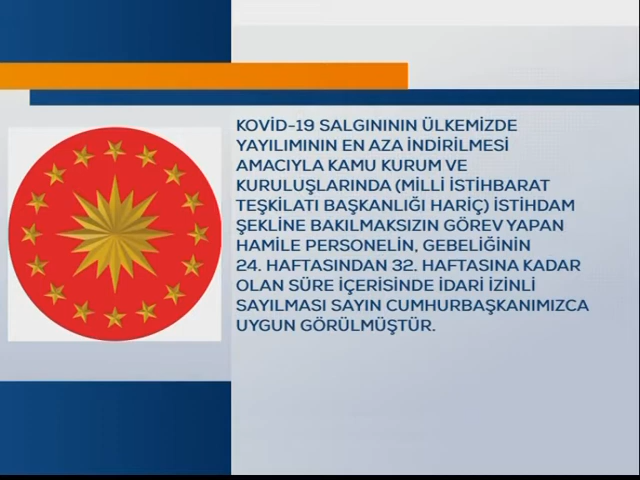 KOVİD-19 SALGINININ ÜLKEMİZDE
YAYILIMININ EN AZA İNDİRİLMESİ
AMACIYLA KAMU KURUM VE
KURULUŞLARINDA (MİLLİ İSTİHBARAT
TEŞKİLATI BAŞKANLIĞI HARİÇ) İSTİHDAM
ŞEKLİNE BAKILMAKSIZIN GÖREV YAPAN
HAMİLE PERSONELİN, GEBELİĞİNİN
24. HAFTASINDAN 32. HAFTASINA KADAR
OLAN SÜRE İÇERİSİNDE İDARİ İZİNLİ
SAYILMASI SAYIN CUMHURBAŞKANIMIZCA
UYGUN GÖRÜLMÜŞTÜR.